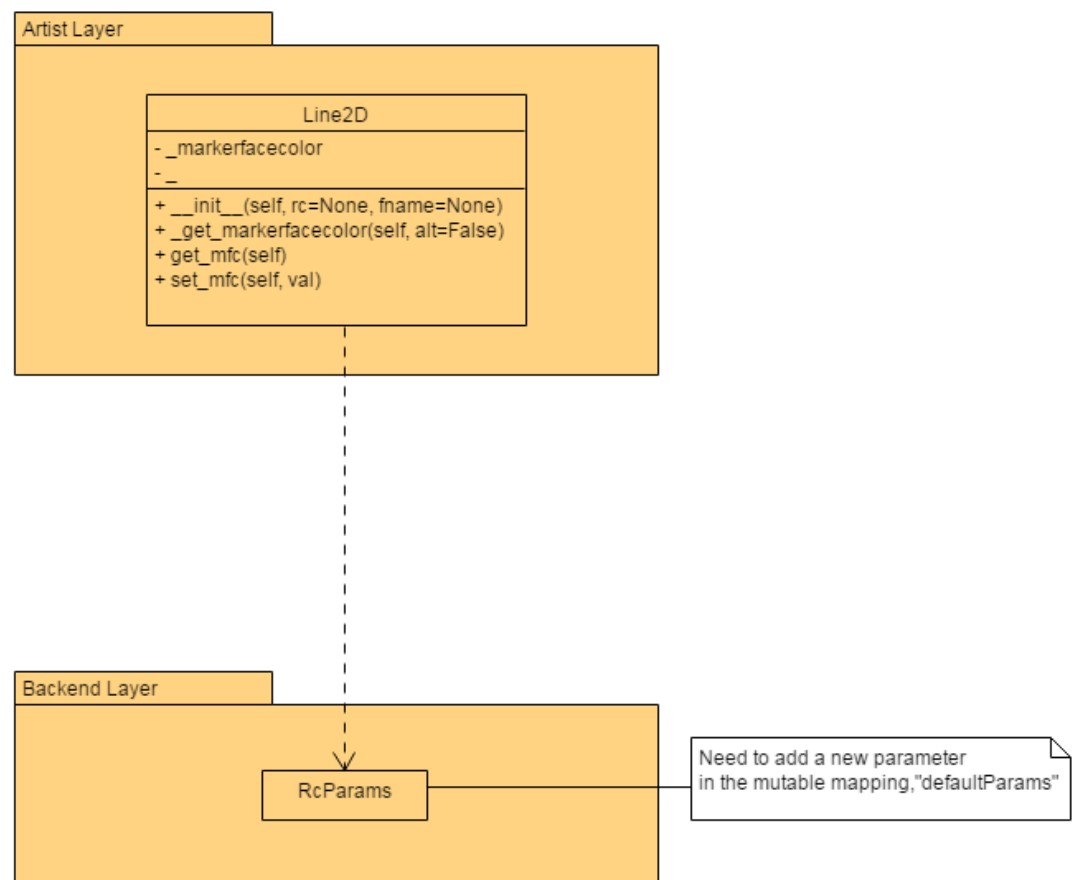 Artist Layer
Line2D
- _markerfacecolor
- _
+ __init__(self, rc=None, fname=None)
+ _get_markerfacecolor(self, alt=False)
+ get_mfc(self)
+ set_mfc(self, val)
Backend Layer
RcParams
Need to add a new parameter
in the mutable mapping,"defaultParams"